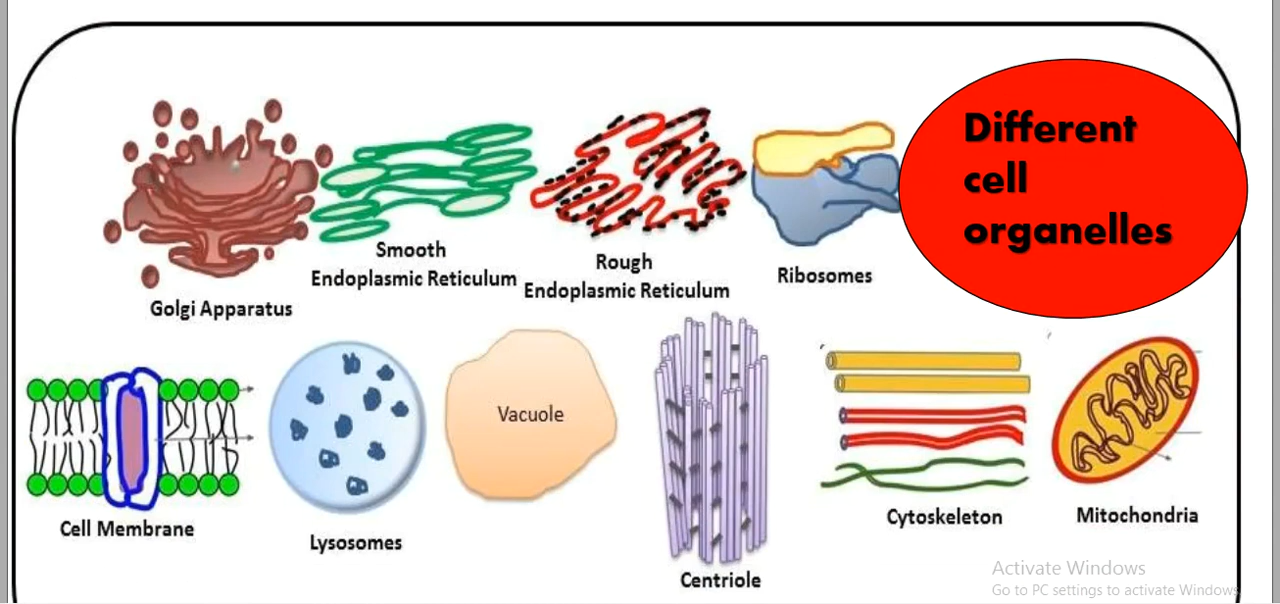 Different
cell
organelles
Golgi Apparatus
Smooth
Endoplasmic Reticulum
Rough
Endoplasmic Reticulum
Ribosomes
Cell Membrane
Lysosomes
Vacuole
Centriole
Cytoskeleton
Mitochondria
Activate Windows
Go to PC settings to activate Windows.